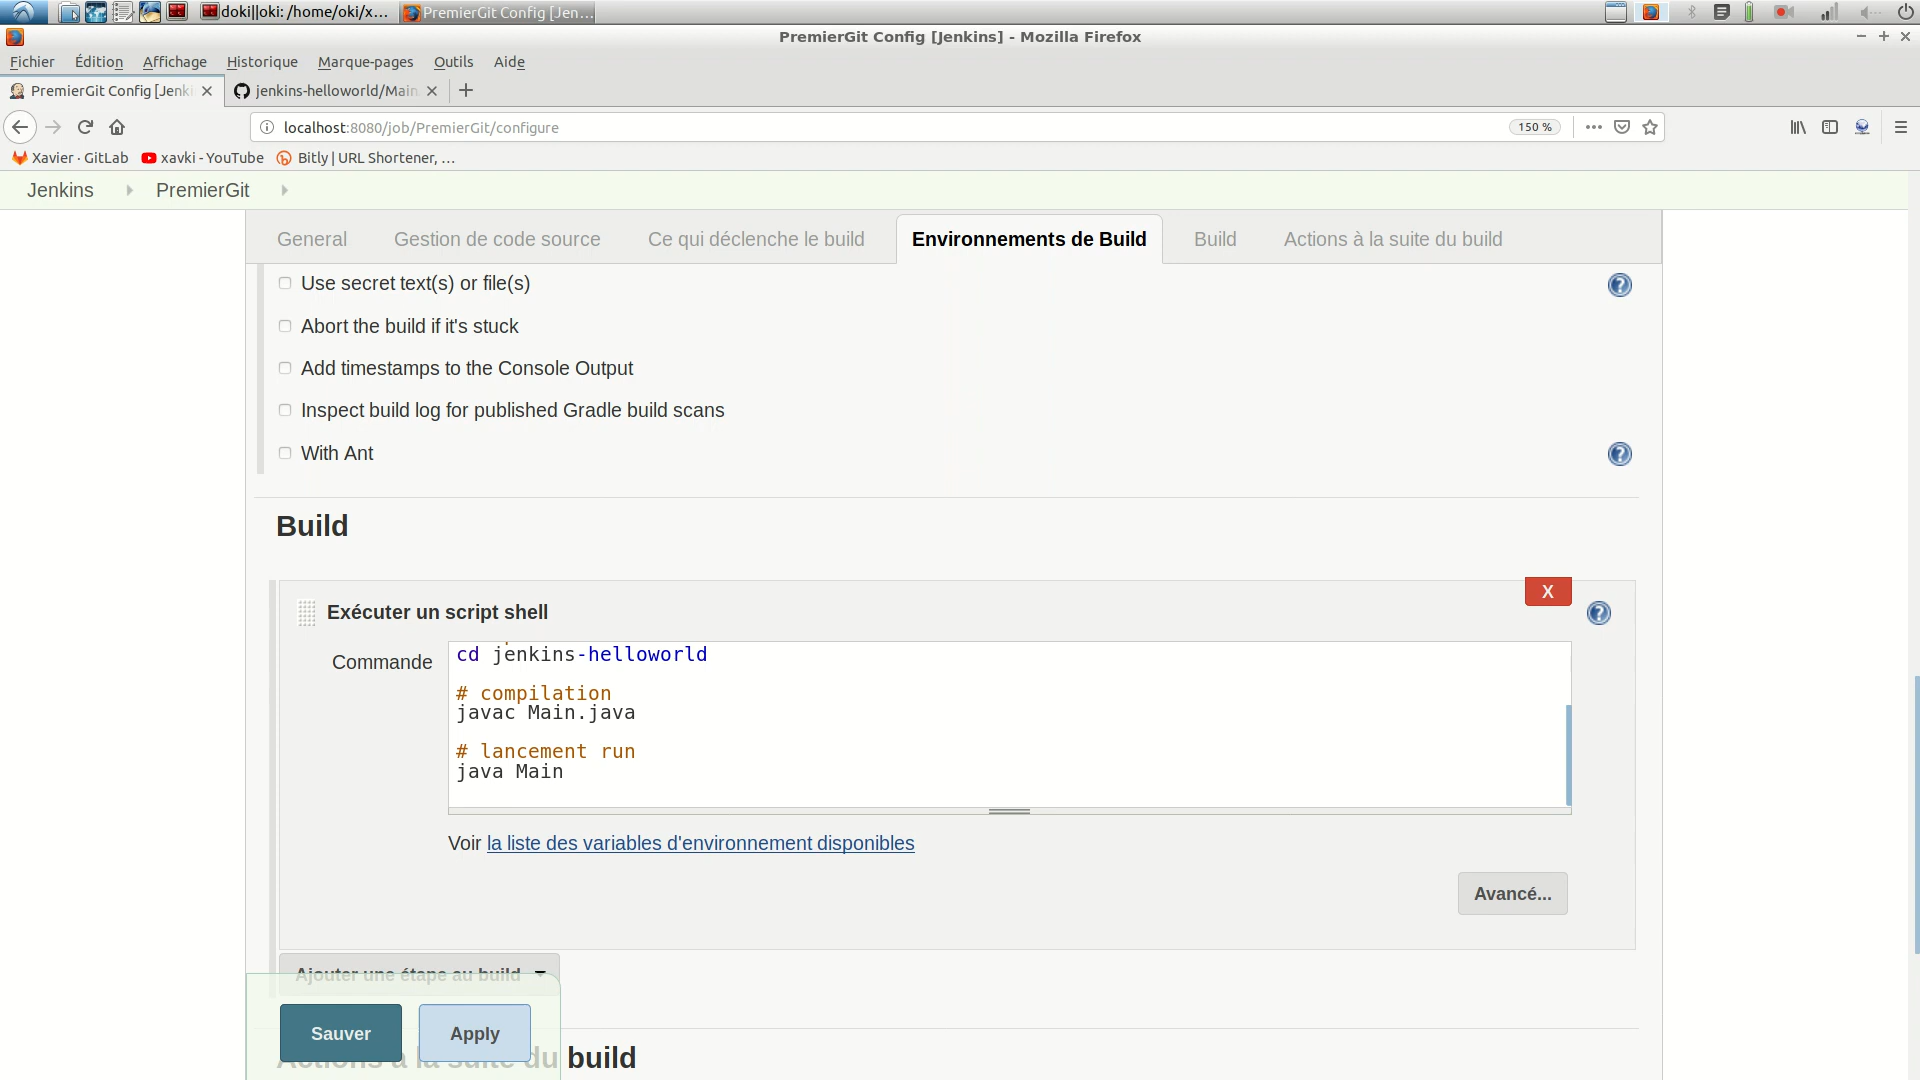 doki||oki: /home/oki/x...
PremierGit Config [Jen...
PremierGit Config [Jenkins] - Mozilla Firefox
Fichier Édition Affichage Historique Marque-pages Outils Aide
PremierGit Config [Jenki
jenkins-helloworld/Main
localhost:8080/job/PremierGit/configure
150 %
Xavier · GitLab
xavki - YouTube
Bitly | URL Shortener, ...
Jenkins PremierGit
General Gestion de code source Ce qui déclenche le build Environnements de Build Build Actions à la suite du build
Use secret text(s) or file(s)
Abort the build if it's stuck
Add timestamps to the Console Output
Inspect build log for published Gradle build scans
With Ant
Build
X
Exécuter un script shell
Commande
cd jenkins-helloworld
# compilation
javac Main.java
# lancement run
java Main
Voir la liste des variables d'environnement disponibles
Avancé...
Ajouter une étape au build
Sauver Apply
Actions à la suite du build